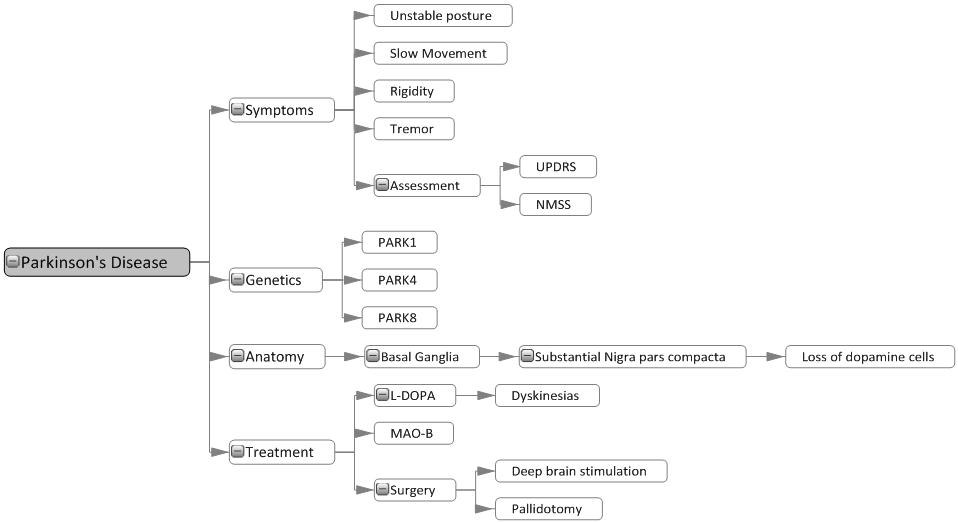 Parkinson's Disease
Symptoms
Unstable posture
Slow Movement
Rigidity
Tremor
Assessment
UPDRS
NMSS
Genetics
PARK1
PARK4
PARK8
Anatomy
Basal Ganglia
Substantial Nigra pars compacta
Loss of dopamine cells
Treatment
L-DOPA
Dyskinesias
MAO-B
Surgery
Deep brain stimulation
Pallidotomy